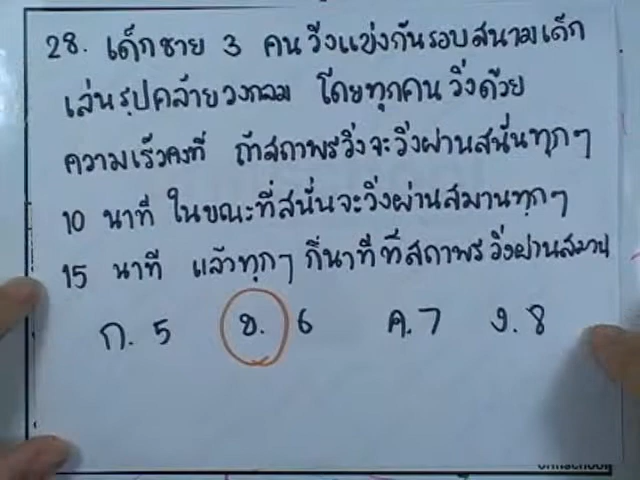 28. เด็กชาย 3 คนวิ่งแข่งกันรอบสนามเด็ก
เล่นรูปคล้ายวงกลม โดยทุกคนวิ่งด้วย
ความเร็วคงที่ ถ้าสถาพรวิ่งจะวิ่งผ่านสนั่นทุกๆ
10 นาที ในขณะที่สนั่นจะวิ่งผ่านสมานทุกๆ
15 นาที แล้วทุกๆ กี่นาทีที่สถาพรวิ่งผ่านสมาน
ก. 5 ข. 6 ค. 7 ง. 8